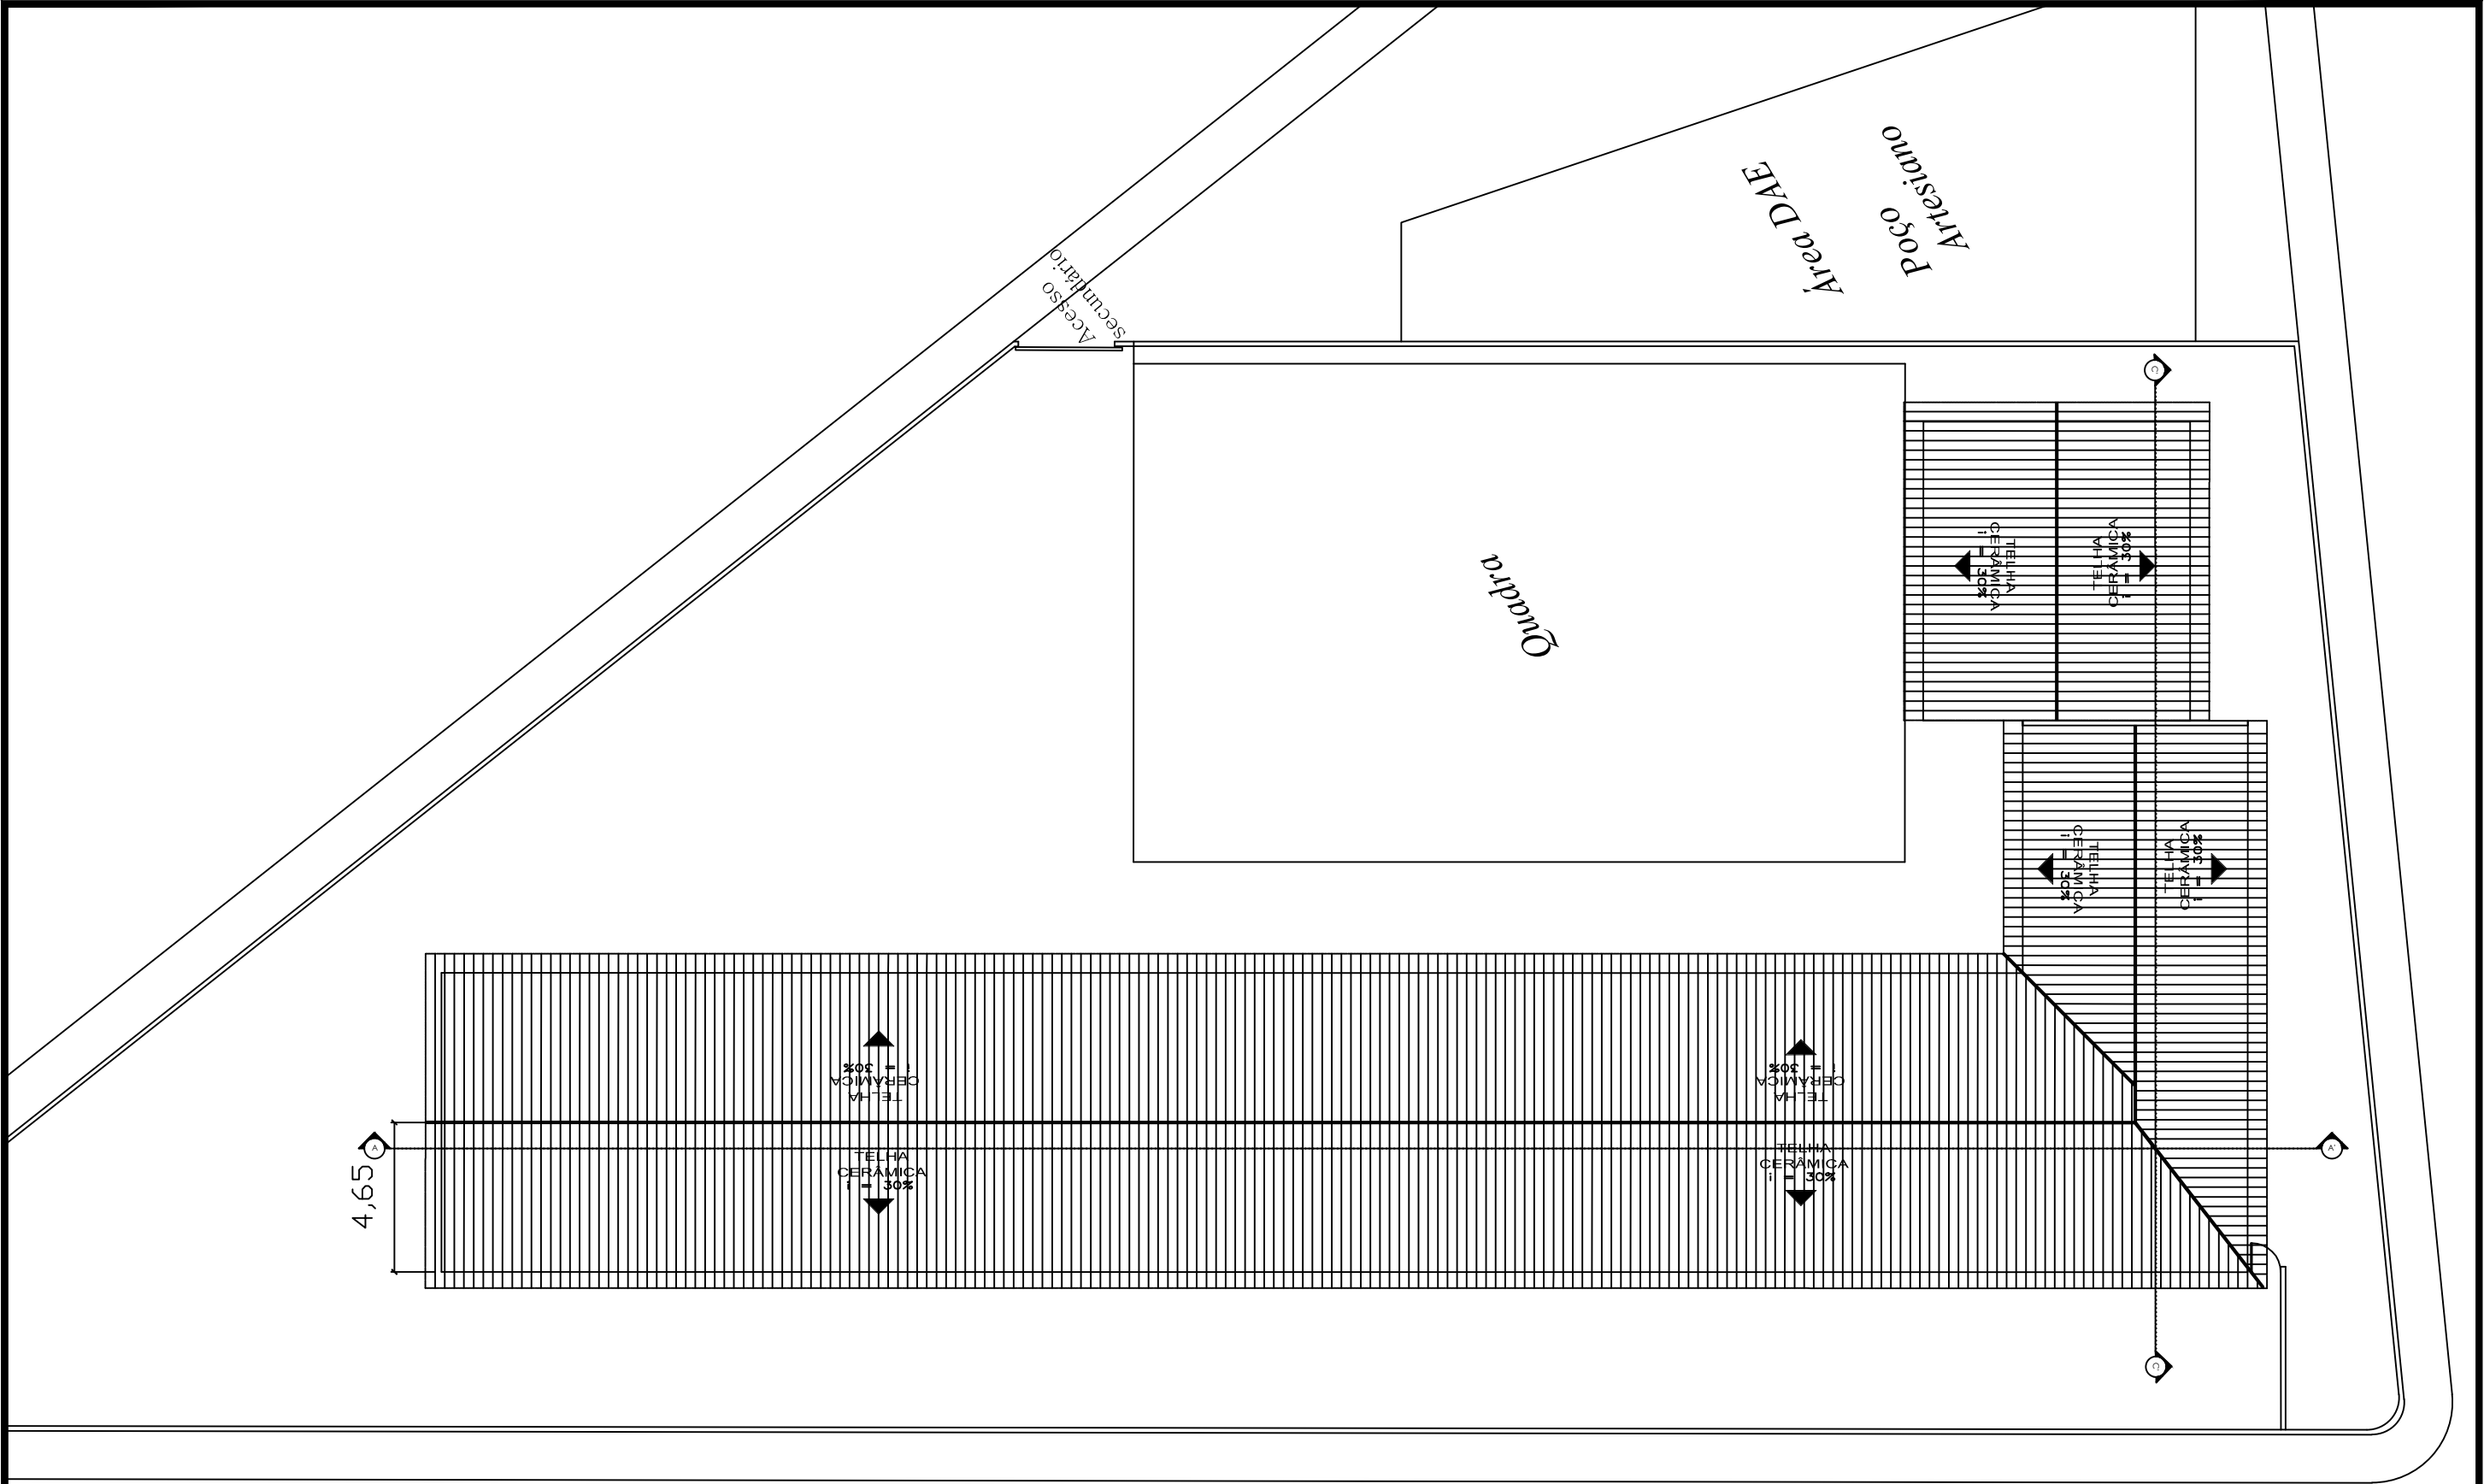 Acesso
secundário
Área DAE
Poço
Artesiano
C'
Quadra
TELHA
CERÂMICA
i = 30%
TELHA
CERÂMICA
i = 30%
TELHA
CERÂMICA
i = 30%
TELHA
CERÂMICA
i = 30%
TELHA
CERÂMICA
i = 30%
TELHA
CERÂMICA
i = 30%
A
A'
4,65
TELHA
CERÂMICA
i = 30%
TELHA
CERÂMICA
i = 30%
C'